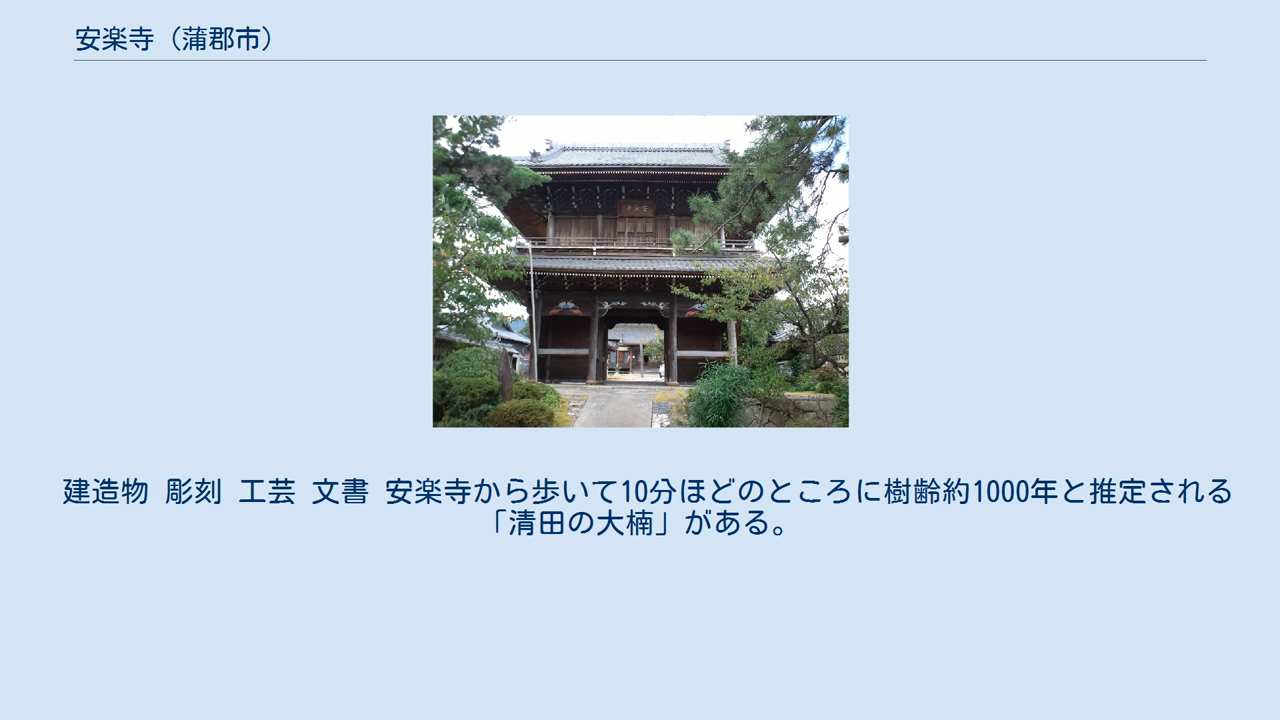 安楽寺（蒲郡市）
建造物 彫刻 工芸 文書 安楽寺から歩いて10分ほどのところに樹齢約1000年と推定される
「清田の大楠」がある。